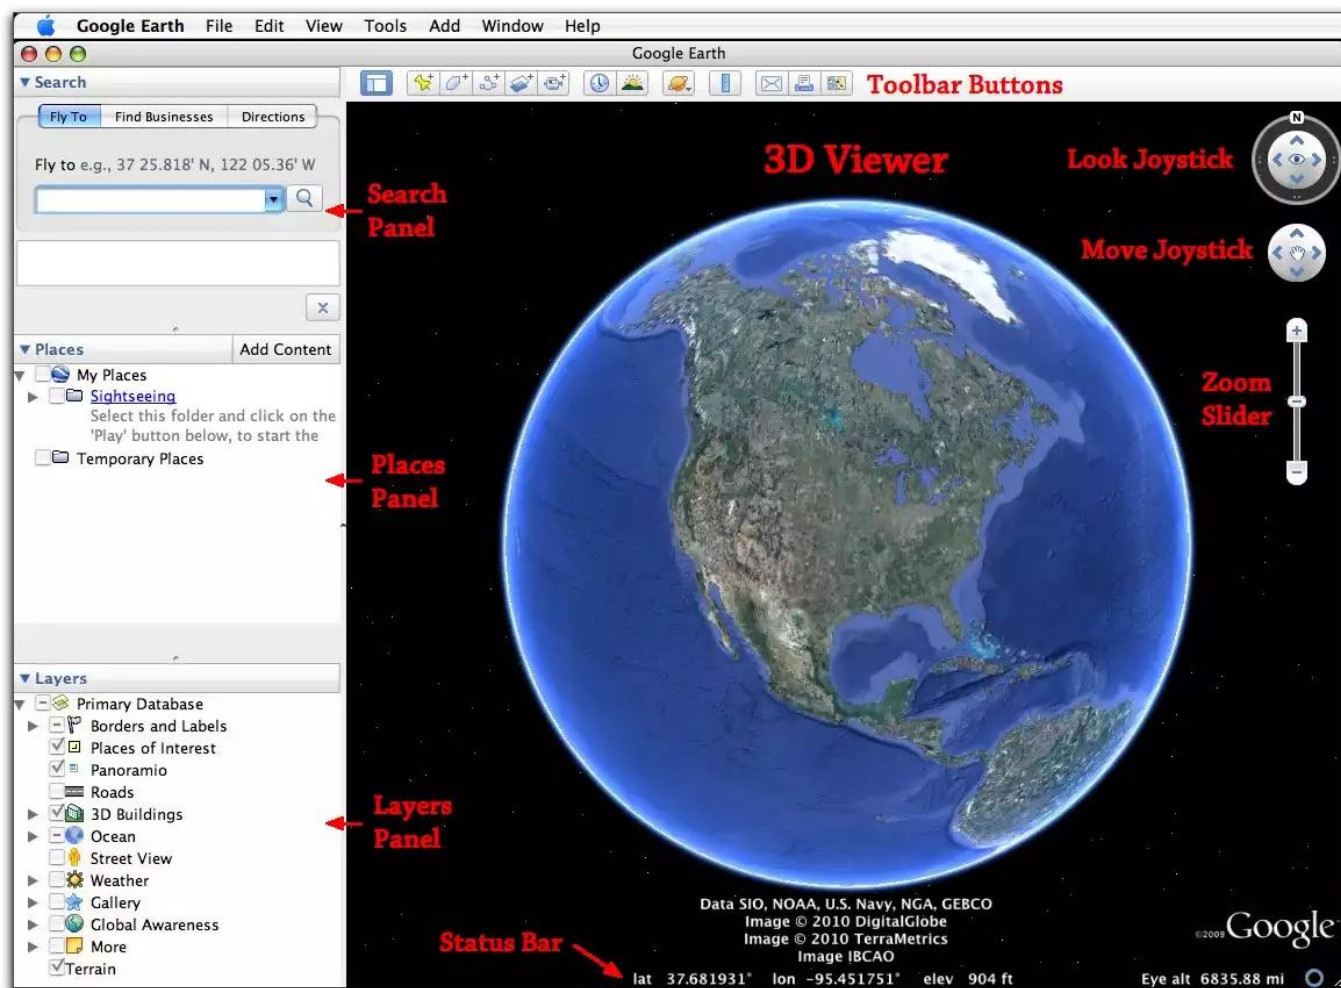 Google Earth File Edit View Tools Add Window Help
Google Earth
Search
Toolbar Buttons
Fly To Find Businesses Directions
Fly to e.g., 37 25.818' N, 122 05.36' W
Search
Panel
3D Viewer
N
Look Joystick
Move Joystick
Places Add Content
My Places
Sightseeing
Select this folder and click on the
'Play' button below, to start the
Temporary Places
Places
Panel
Zoom
Slider
Layers
Primary Database
Borders and Labels
Places of Interest
Panoramio
Roads
3D Buildings
Ocean
Street View
Weather
Gallery
Global Awareness
More
Terrain
Layers
Panel
Data SIO, NOAA, U.S. Navy, NGA, GEBCO
Image © 2010 DigitalGlobe
Image © 2010 TerraMetrics
Image IBCAO
©2009 Google
Status Bar
lat 37.681931° lon -95.451751° elev 904 ft Eye alt 6835.88 mi